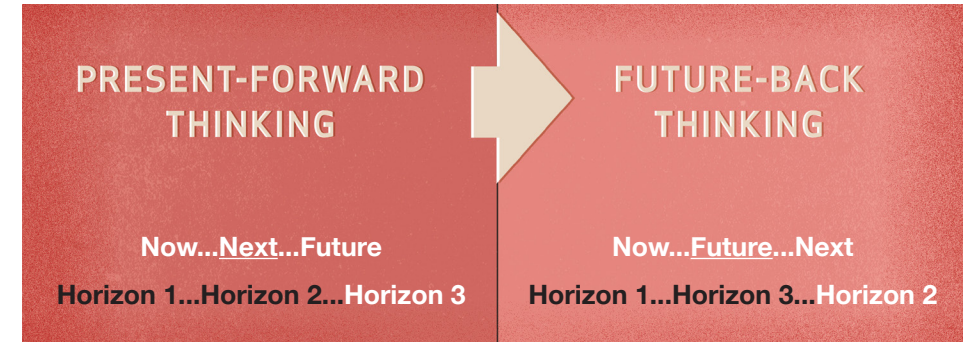 PRESENT-FORWARD
THINKING
Now...Next...Future
Horizon 1...Horizon 2...Horizon 3
FUTURE-BACK
THINKING
Now...Future...Next
Horizon 1...Horizon 3...Horizon 2